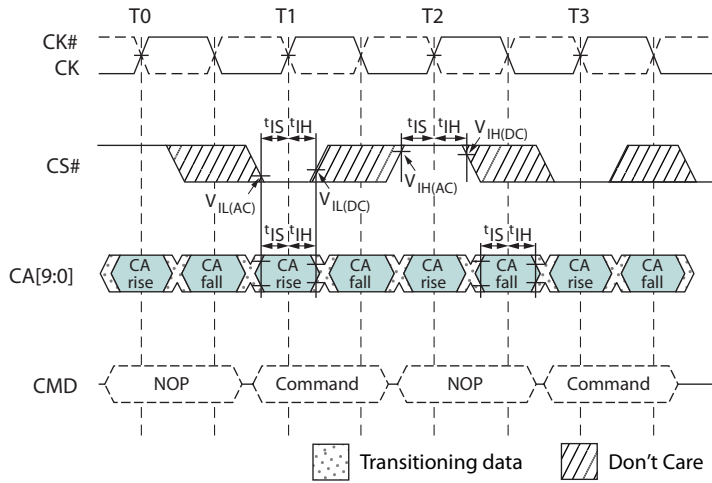 T0 T1 T2 T3
CK#
CK
tIS tIH tIS tIH
VIH(DC)
CS#
VIH(AC)
VIL(AC) VIL(DC)
tIS tIH tIS tIH
CA[9:0]
CA rise CA fall CA rise CA fall CA rise CA fall CA rise CA fall
CMD NOP Command NOP Command
Transitioning data Don't Care